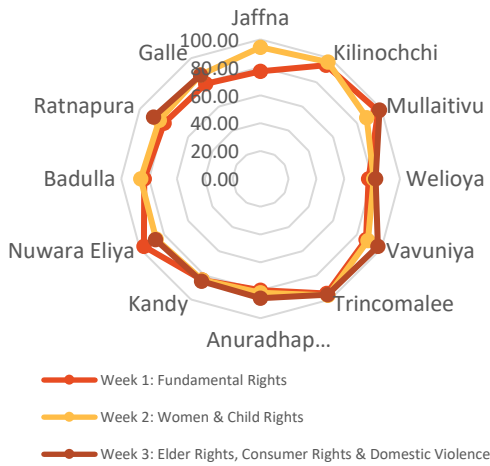 Jaffna
Galle
100.00
Kilinochchi
80.00
60.00
Ratnapura
Mullaitivu
40.00
20.00
Badulla
0.00
Welioya
Nuwara Eliya
Vavuniya
Kandy
Trincomalee
Anuradhap...
Week 1: Fundamental Rights
Week 2: Women & Child Rights
Week 3: Elder Rights, Consumer Rights & Domestic Violence